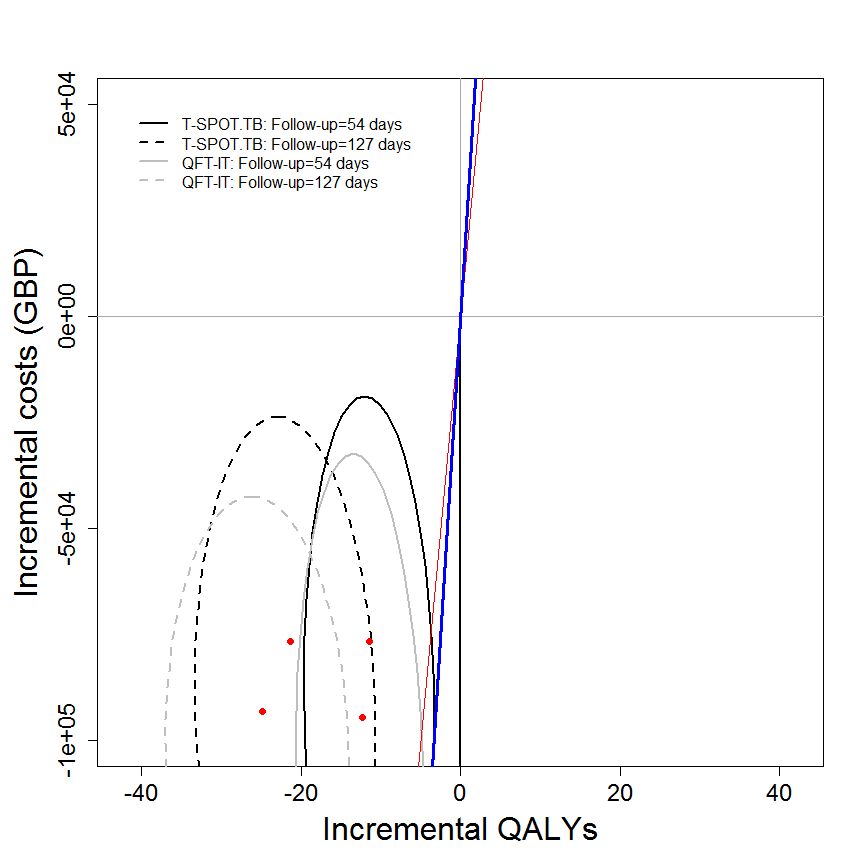 T-SPOT.TB: Follow-up=54 days
T-SPOT.TB: Follow-up=127 days
QFT-IT: Follow-up=54 days
QFT-IT: Follow-up=127 days
Incremental costs (GBP)
5e+04
0e+00
-5e+04
-1e+05
-40 -20 0 20 40
Incremental QALYs